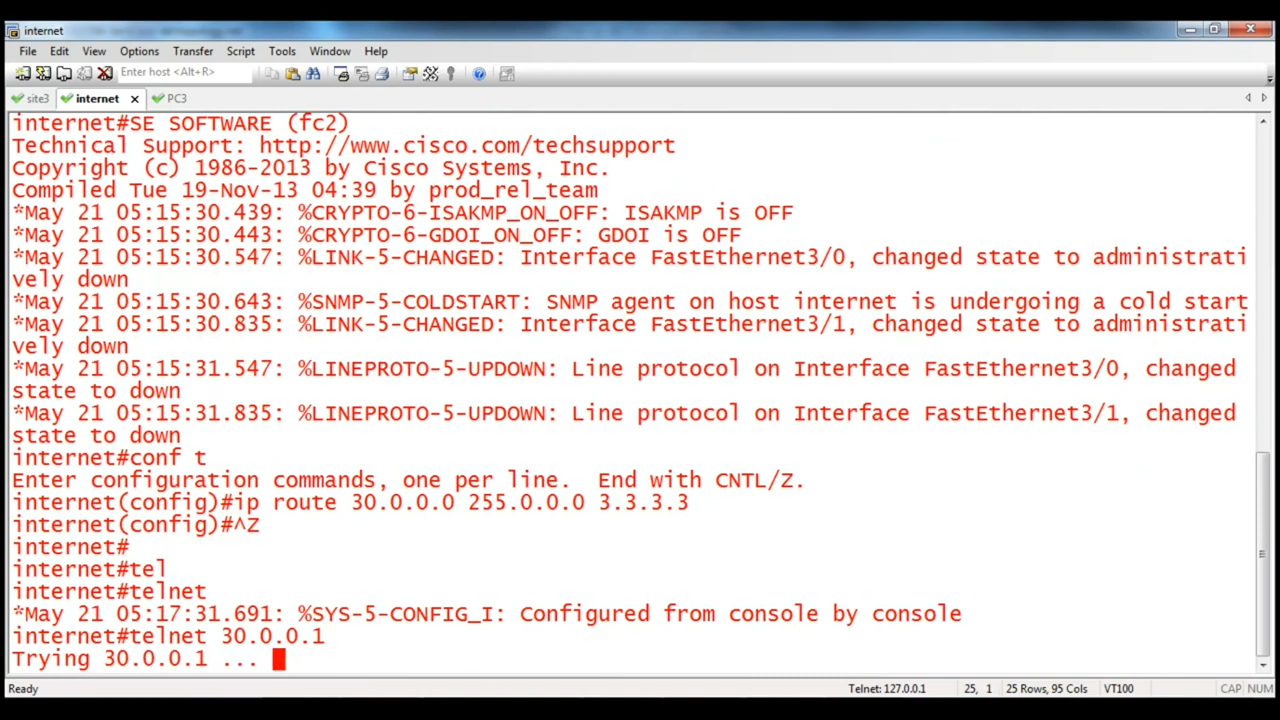 internet
File Edit View Options Transfer Script Tools Window Help
Enter host <Alt+R>
site3 internet PC3
internet#SE SOFTWARE (fc2)
Technical Support: http://www.cisco.com/techsupport
Copyright (c) 1986-2013 by Cisco Systems, Inc.
Compiled Tue 19-Nov-13 04:39 by prod_rel_team
*May 21 05:15:30.439: %CRYPTO-6-ISAKMP_ON_OFF: ISAKMP is OFF
*May 21 05:15:30.443: %CRYPTO-6-GDOI_ON_OFF: GDOI is OFF
*May 21 05:15:30.547: %LINK-5-CHANGED: Interface FastEthernet3/0, changed state to administrati
vely down
*May 21 05:15:30.643: %SNMP-5-COLDSTART: SNMP agent on host internet is undergoing a cold start
*May 21 05:15:30.835: %LINK-5-CHANGED: Interface FastEthernet3/1, changed state to administrati
vely down
*May 21 05:15:31.547: %LINEPROTO-5-UPDOWN: Line protocol on Interface FastEthernet3/0, changed
state to down
*May 21 05:15:31.835: %LINEPROTO-5-UPDOWN: Line protocol on Interface FastEthernet3/1, changed
state to down
internet#conf t
Enter configuration commands, one per line.  End with CNTL/Z.
internet(config)#ip route 30.0.0.0 255.0.0.0 3.3.3.3
internet(config)#^Z
internet#
internet#tel
internet#telnet
*May 21 05:17:31.691: %SYS-5-CONFIG_I: Configured from console by console
internet#telnet 30.0.0.1
Trying 30.0.0.1 ...
Ready Telnet: 127.0.0.1 25, 1 25 Rows, 95 Cols VT100 CAP NUM